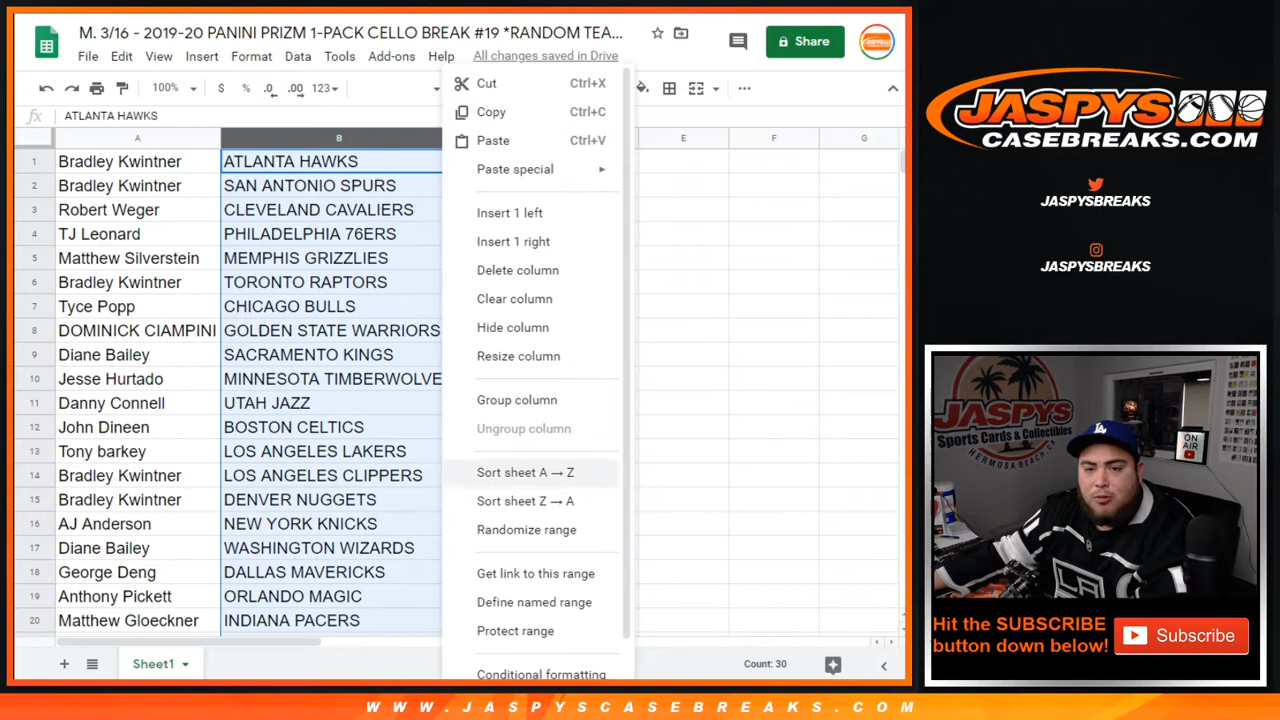 M. 3/16 - 2019-20 PANINI PRIZM 1-PACK CELLO BREAK #19 *RANDOM TEA...
Share
File Edit View Insert Format Data Tools Add-ons Help All changes saved in Drive
100% $ % .0 .00 123
fx ATLANTA HAWKS
A B E F G
1 Bradley Kwintner ATLANTA HAWKS
2 Bradley Kwintner SAN ANTONIO SPURS
3 Robert Weger CLEVELAND CAVALIERS
4 TJ Leonard PHILADELPHIA 76ERS
5 Matthew Silverstein MEMPHIS GRIZZLIES
6 Bradley Kwintner TORONTO RAPTORS
7 Tyce Popp CHICAGO BULLS
8 DOMINICK CIAMPINI GOLDEN STATE WARRIORS
9 Diane Bailey SACRAMENTO KINGS
10 Jesse Hurtado MINNESOTA TIMBERWOLVE
11 Danny Connell UTAH JAZZ
12 John Dineen BOSTON CELTICS
13 Tony barkey LOS ANGELES LAKERS
14 Bradley Kwintner LOS ANGELES CLIPPERS
15 Bradley Kwintner DENVER NUGGETS
16 AJ Anderson NEW YORK KNICKS
17 Diane Bailey WASHINGTON WIZARDS
18 George Deng DALLAS MAVERICKS
19 Anthony Pickett ORLANDO MAGIC
20 Matthew Gloeckner INDIANA PACERS
Cut Ctrl+X
Copy Ctrl+C
Paste Ctrl+V
Paste special
Insert 1 left
Insert 1 right
Delete column
Clear column
Hide column
Resize column
Group column
Ungroup column
Sort sheet A → Z
Sort sheet Z → A
Randomize range
Get link to this range
Define named range
Protect range
Conditional formatting
Sheet1
Count: 30
JASPYS
CASEBREAKS.COM
JASPYSBREAKS
JASPYSBREAKS
JASPYS
Sports Cards & Collectibles
HERMOSA BEACH, CA
ON AIR
LA
LA
Hit the SUBSCRIBE
button down below!
Subscribe
WWW.JASPYSCASEBREAKS.COM